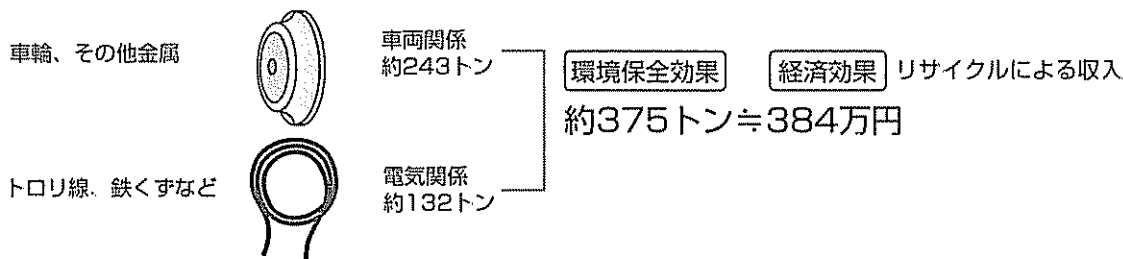 車輪、その他金属
車両関係
約243トン
環境保全効果 経済効果 リサイクルによる収入
約375トン≒384万円
トロリ線、鉄くずなど
電気関係
約132トン